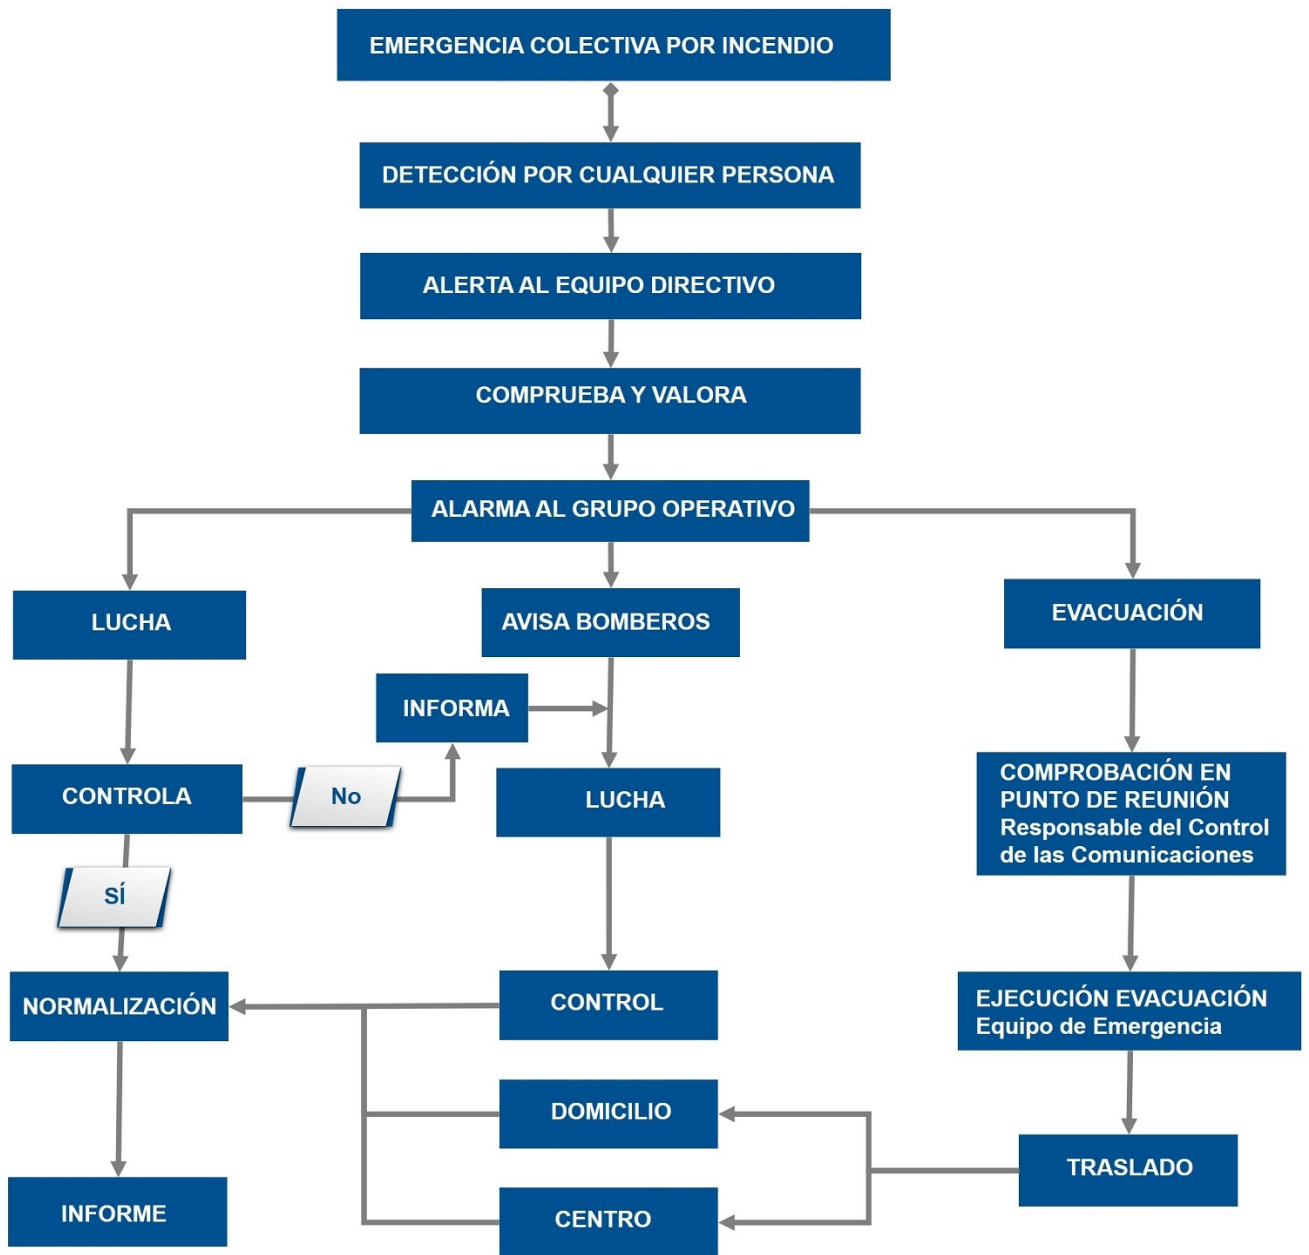 EMERGENCIA COLECTIVA POR INCENDIO
DETECCIÓN POR CUALQUIER PERSONA
ALERTA AL EQUIPO DIRECTIVO
COMPRUEBA Y VALORA
ALARMA AL GRUPO OPERATIVO
LUCHA
AVISA BOMBEROS
EVACUACIÓN
INFORMA
CONTROLA
No
LUCHA
COMPROBACIÓN EN
PUNTO DE REUNIÓN
Responsable del Control
de las Comunicaciones
SÍ
NORMALIZACIÓN
CONTROL
EJECUCIÓN EVACUACIÓN
Equipo de Emergencia
DOMICILIO
TRASLADO
INFORME
CENTRO